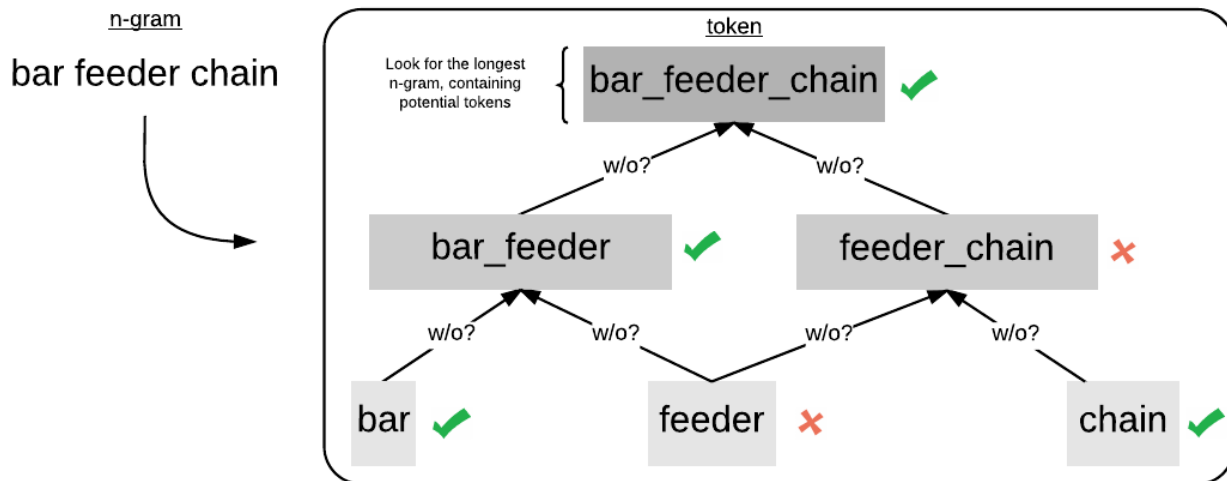 n-gram
bar feeder chain
token
Look for the longest
n-gram, containing
potential tokens
bar_feeder_chain
w/o?
w/o?
bar_feeder
feeder_chain
w/o?
w/o?
w/o?
w/o?
bar
feeder
chain